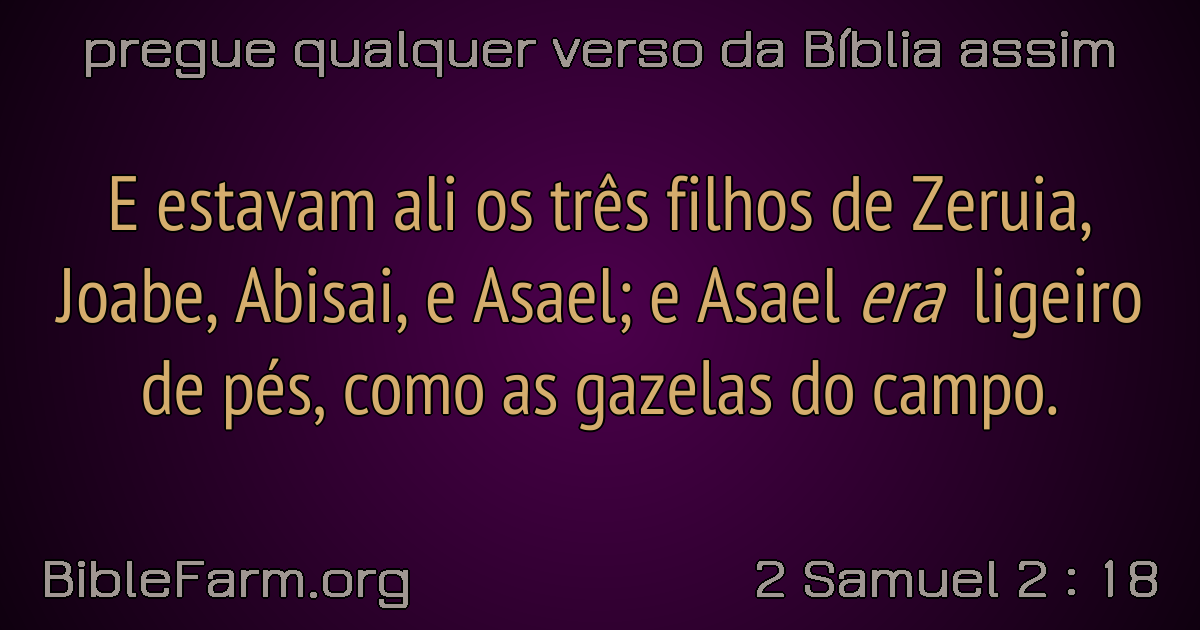 pregue qualquer verso da Bíblia assim
E estavam ali os três filhos de Zeruia,
Joabe, Abisai, e Asael; e Asael era ligeiro
de pés, como as gazelas do campo.
BibleFarm.org
2 Samuel 2 : 18